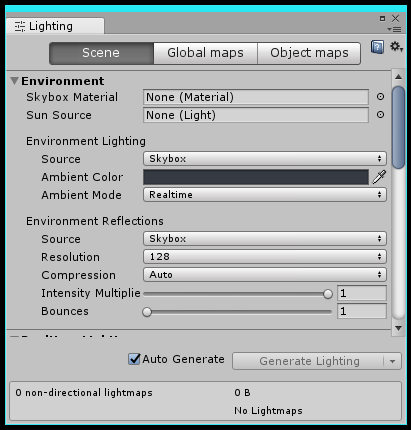 Lighting
Scene Global maps Object maps
Environment
Skybox Material None (Material)
Sun Source None (Light)
Environment Lighting
Source Skybox
Ambient Color
Ambient Mode Realtime
Environment Reflections
Source Skybox
Resolution 128
Compression Auto
Intensity Multiplie 1
Bounces 1
Auto Generate Generate Lighting
0 non-directional lightmaps 0 B
No Lightmaps